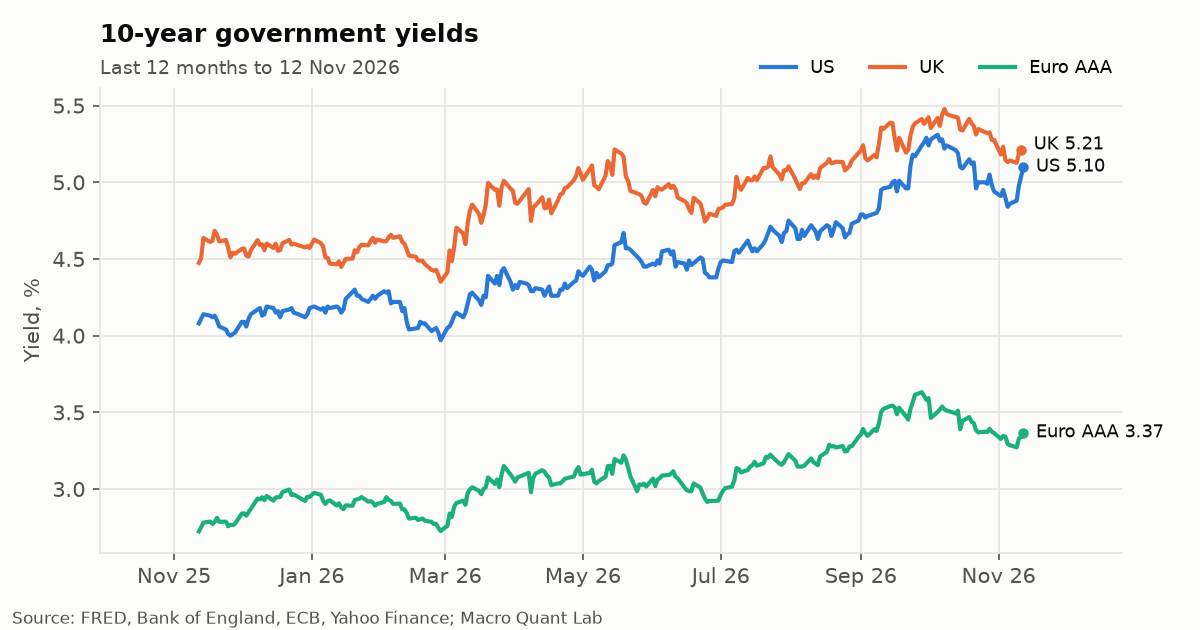 10-year government yields
Last 12 months to 12 Nov 2026
US UK Euro AAA
5.5
5.0
4.5
4.0
3.5
3.0
Yield, %
UK 5.21
US 5.10
Euro AAA 3.37
Nov 25 Jan 26 Mar 26 May 26 Jul 26 Sep 26 Nov 26
Source: FRED, Bank of England, ECB, Yahoo Finance; Macro Quant Lab